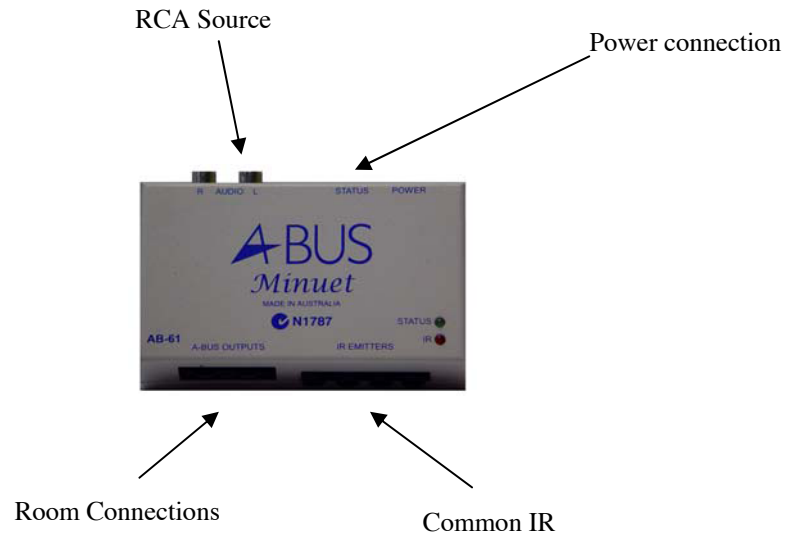 RCA Source
Power connection
R AUDIO L
STATUS POWER
A-BUS
Minuet
MADE IN AUSTRALIA
N1787
STATUS
IR
AB-61
A-BUS OUTPUTS
IR EMITTERS
Room Connections
Common IR